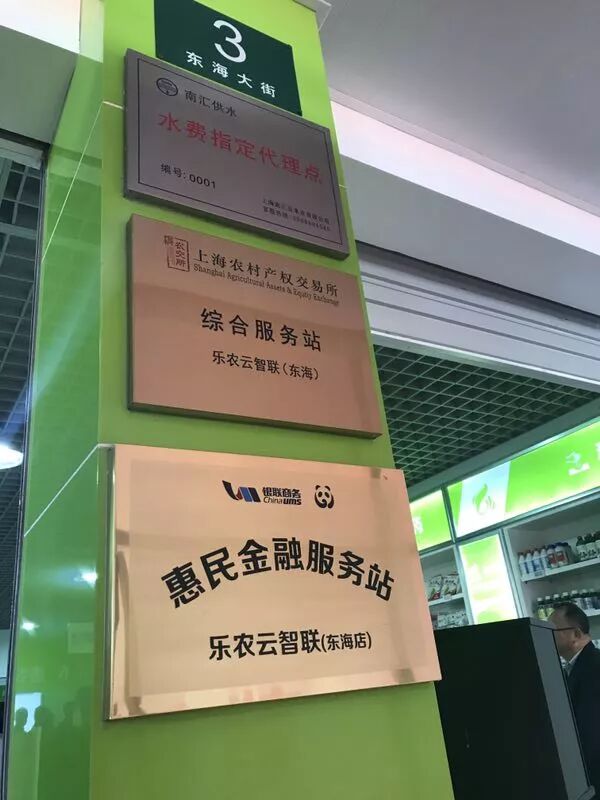 3
东海大街
南汇供水
水费指定代理点
编号:0001
农交所
上海农村产权交易所
Shanghai Agricultural Assets & Equity Exchange
综合服务站
乐农云智联(东海)
银联商务
China ums
惠民金融服务站
乐农云智联(东海店)